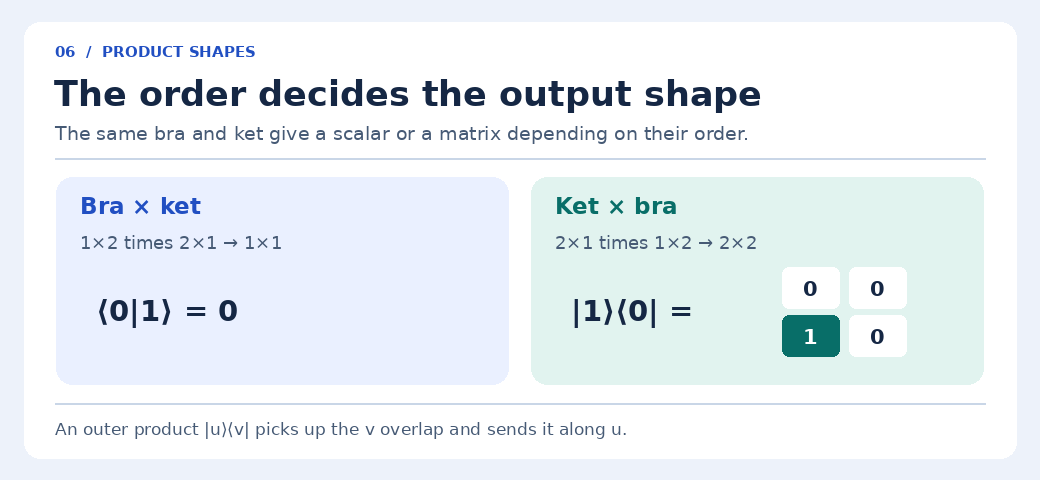 06 / PRODUCT SHAPES
The order decides the output shape
The same bra and ket give a scalar or a matrix depending on their order.
Bra × ket
1×2 times 2×1 → 1×1
⟨0|1⟩ = 0
Ket × bra
2×1 times 1×2 → 2×2
|1⟩⟨0| =
0 0
1 0
An outer product |u⟩⟨v| picks up the v overlap and sends it along u.